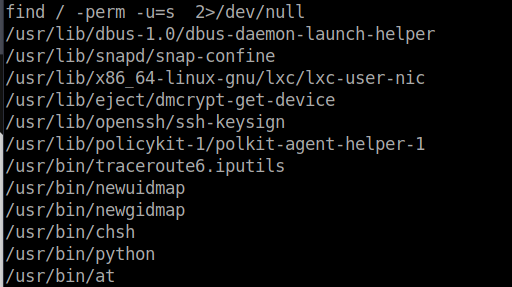 find / -perm -u=s  2>/dev/null
/usr/lib/dbus-1.0/dbus-daemon-launch-helper
/usr/lib/snapd/snap-confine
/usr/lib/x86_64-linux-gnu/lxc/lxc-user-nic
/usr/lib/eject/dmcrypt-get-device
/usr/lib/openssh/ssh-keysign
/usr/lib/policykit-1/polkit-agent-helper-1
/usr/bin/traceroute6.iputils
/usr/bin/newuidmap
/usr/bin/newgidmap
/usr/bin/chsh
/usr/bin/python
/usr/bin/at